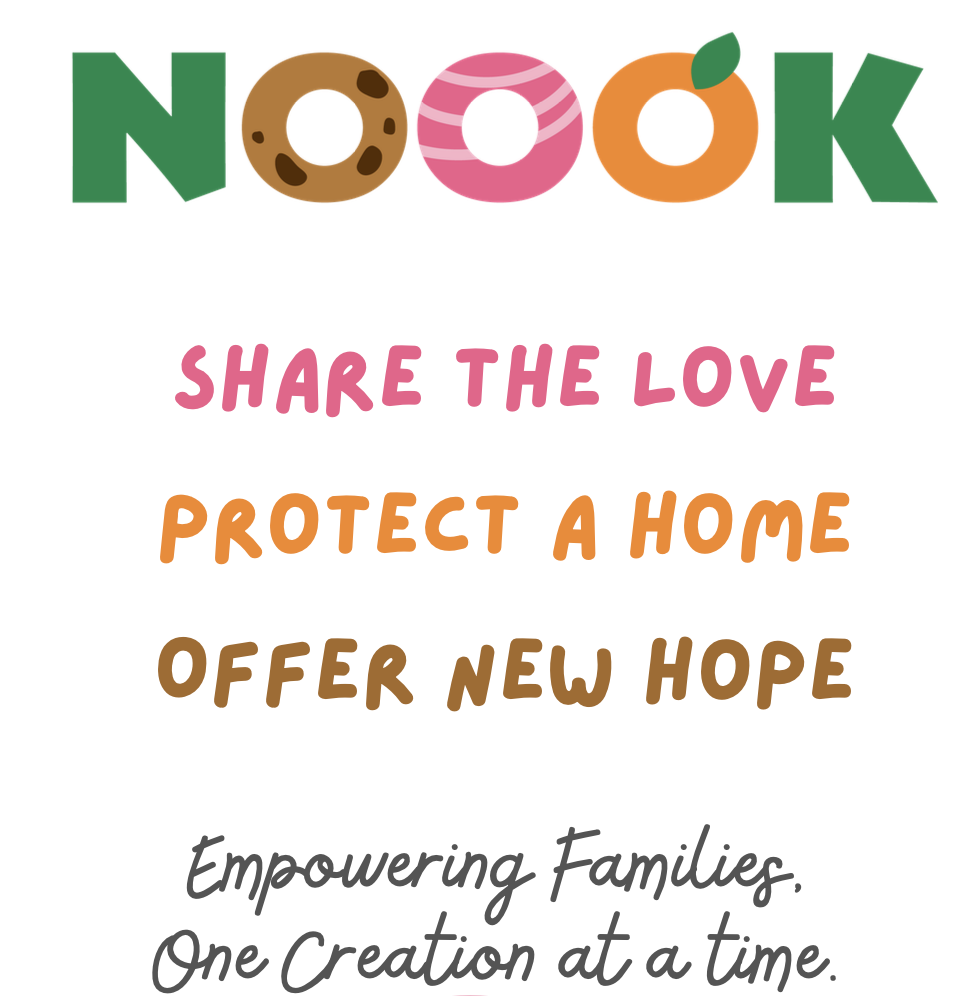 NOOOK
SHARE THE LOVE
PROTECT A HOME
OFFER NEW HOPE
Empowering Families,
One Creation at a time.